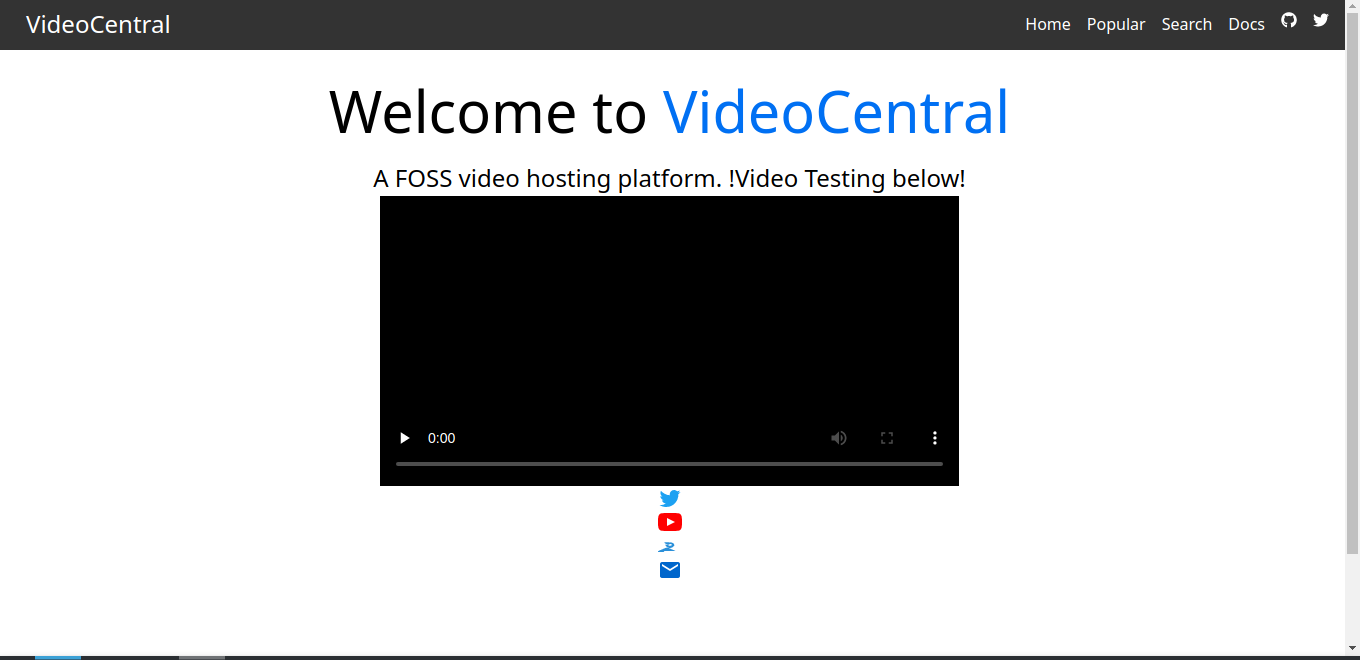 VideoCentral
Home Popular Search Docs
Welcome to VideoCentral
A FOSS video hosting platform. !Video Testing below!
0:00